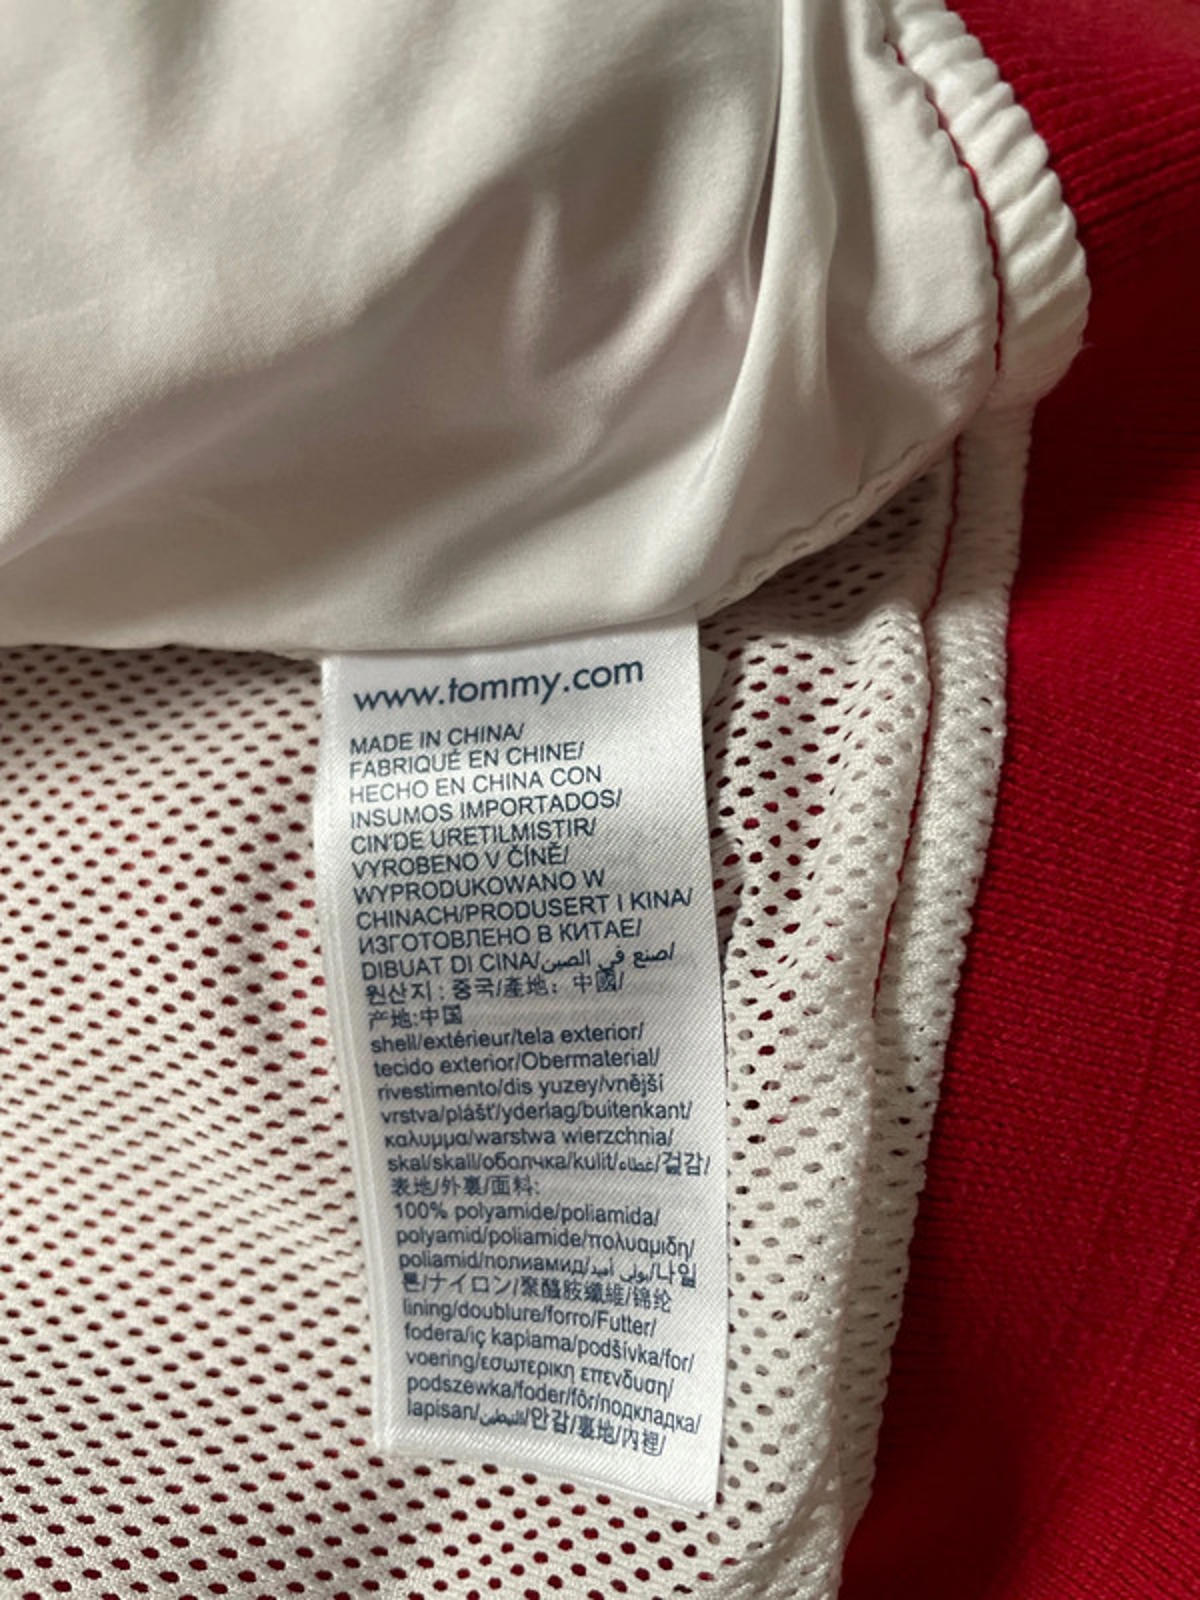 www.tommy.com
MADE IN CHINA/
FABRIQUÉ EN CHINE/
HECHO EN CHINA CON
INSUMOS IMPORTADOS/
CIN'DE URETILMISTIR/
VYROBENO V ČÍNĚ/
WYPRODUKOWANO W
CHINACH/PRODUSERT I KINA/
ИЗГОТОВЛЕНО В КИТАЕ/
DIBUAT DI CINA/صنع في الصين/
원산지 : 중국/產地：中國/
产地:中国
shell/extérieur/tela exterior/
tecido exterior/Obermaterial/
rivestimento/dis yuzey/vnější
vrstva/plášť/yderlag/buitenkant/
καλυμμα/warstwa wierzchnia/
skal/skall/оболчка/kulit/غطاء/겉감/
表地/外裏/面料:
100% polyamide/poliamida/
polyamid/poliamide/πολυαμιδη/
poliamid/полиамид/بولي أميد/나일
론/ナイロン/聚醯胺纖維/锦纶
lining/doublure/forro/Futter/
fodera/iç kaplama/podšívka/for/
voering/εσωτερικη επενδυση/
podszewka/foder/fôr/подкладка/
lapisan/التبطين/안감/裏地/内裡/